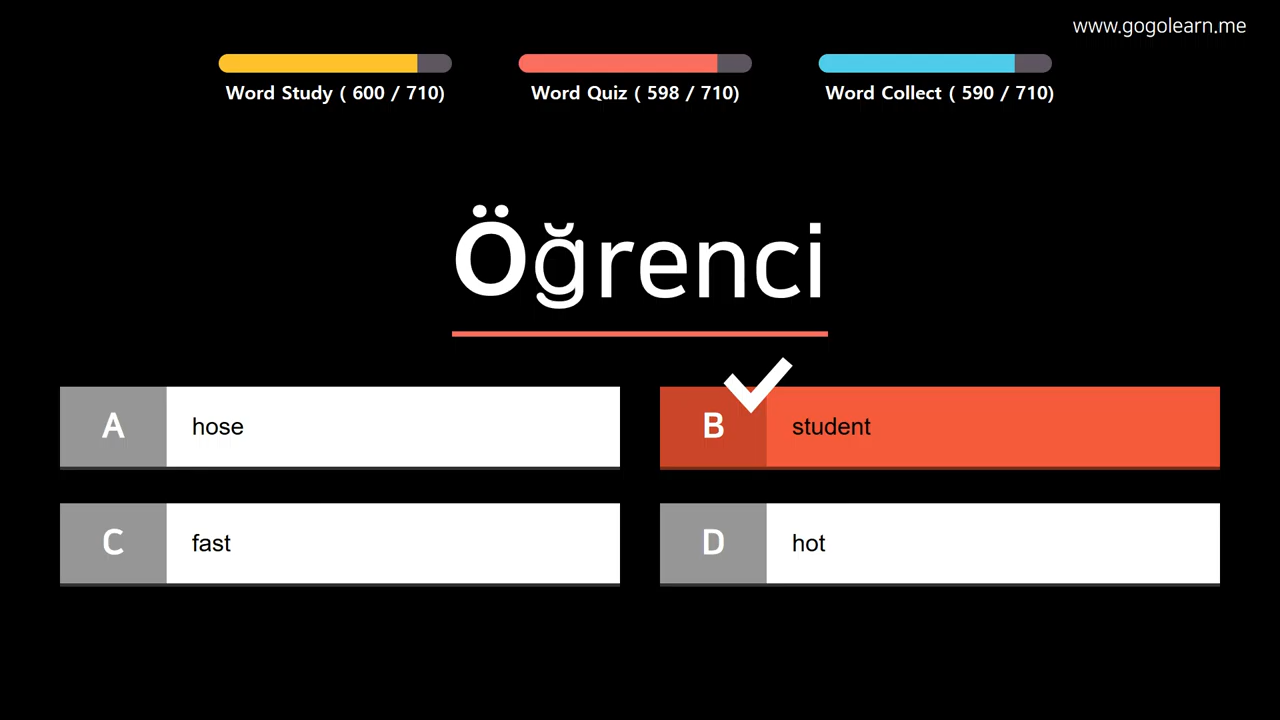 www.gogolearn.me
Word Study ( 600 / 710)
Word Quiz ( 598 / 710)
Word Collect ( 590 / 710)
Öğrenci
A hose
B student
C fast
D hot